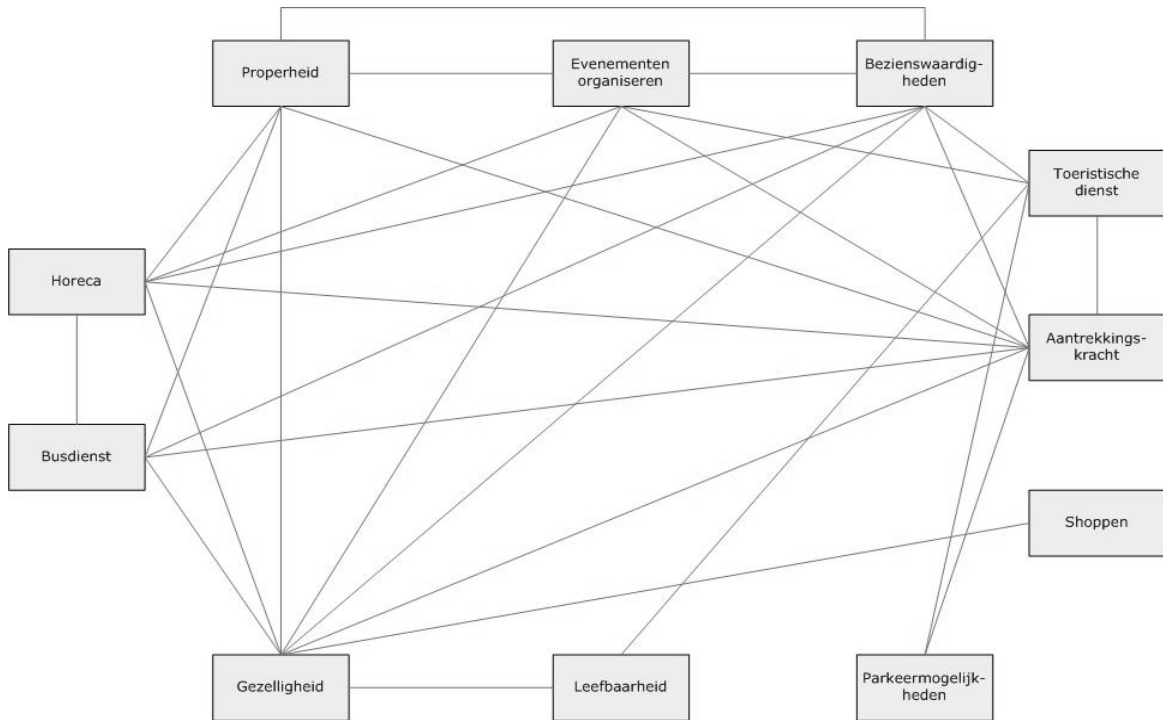 Properheid
Evenementen
organiseren
Bezienswaardig-
heden
Toeristische
dienst
Horeca
Aantrekkings-
kracht
Busdienst
Shoppen
Gezelligheid
Leefbaarheid
Parkeermogelijk-
heden